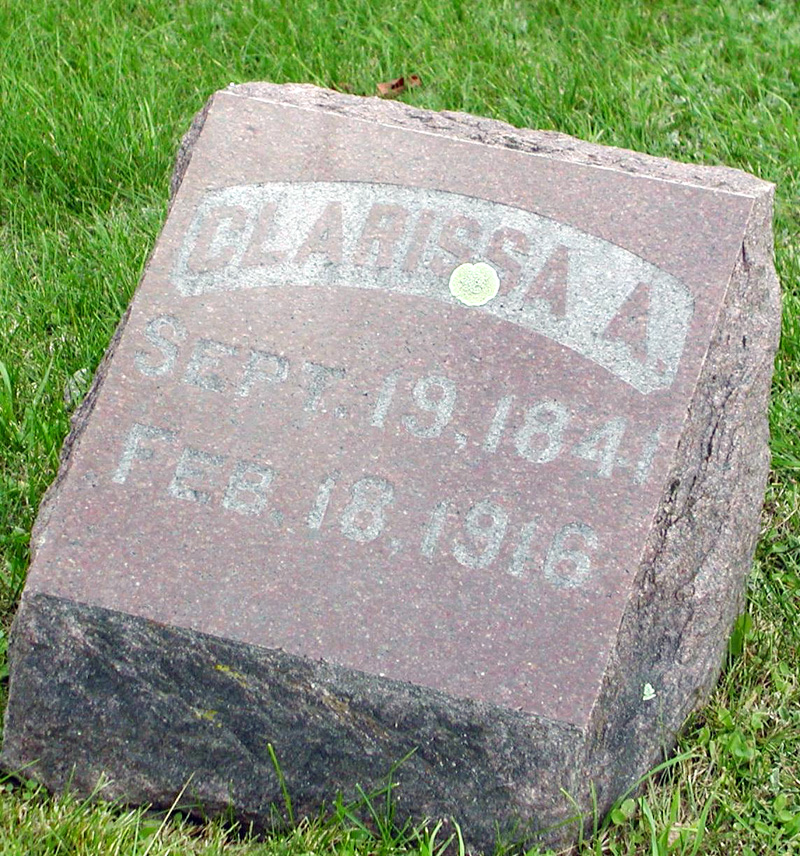 CLARISSA A.
SEPT. 19, 1841
FEB. 18, 1916